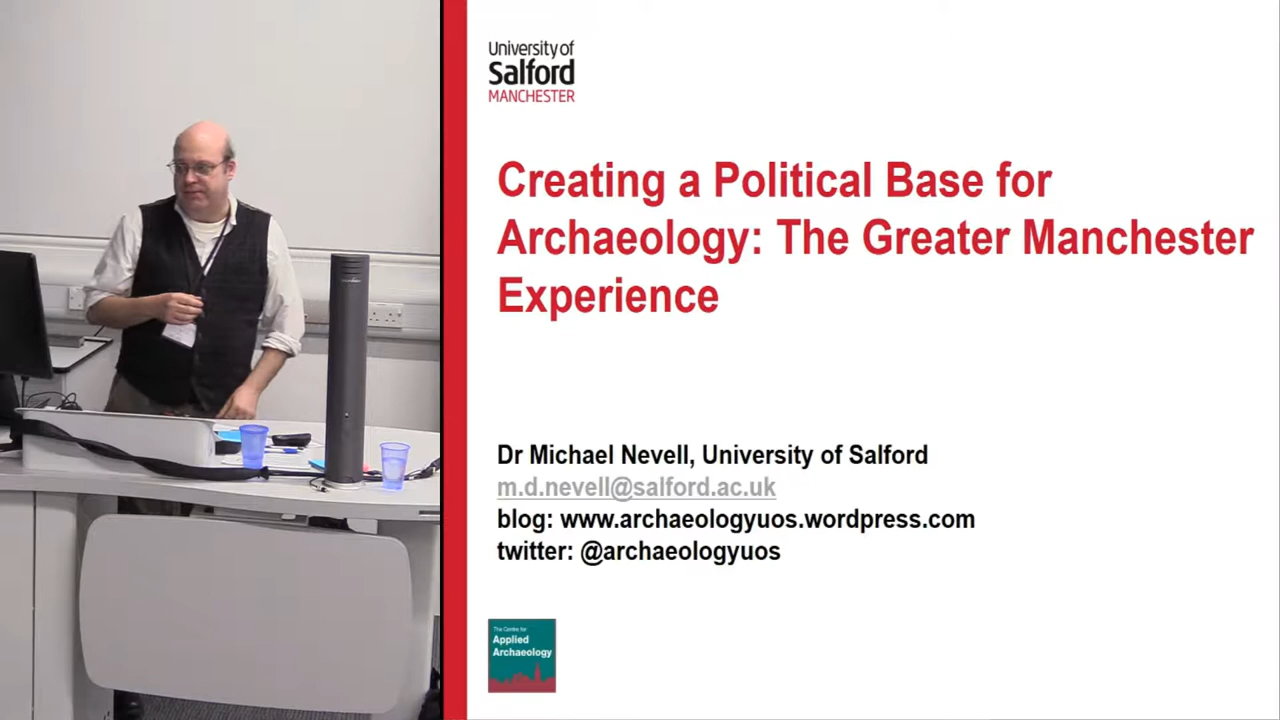 University of
Salford
MANCHESTER
Creating a Political Base for
Archaeology: The Greater Manchester
Experience
Dr Michael Nevell, University of Salford
m.d.nevell@salford.ac.uk
blog: www.archaeologyuos.wordpress.com
twitter: @archaeologyuos
The Centre for
Applied
Archaeology